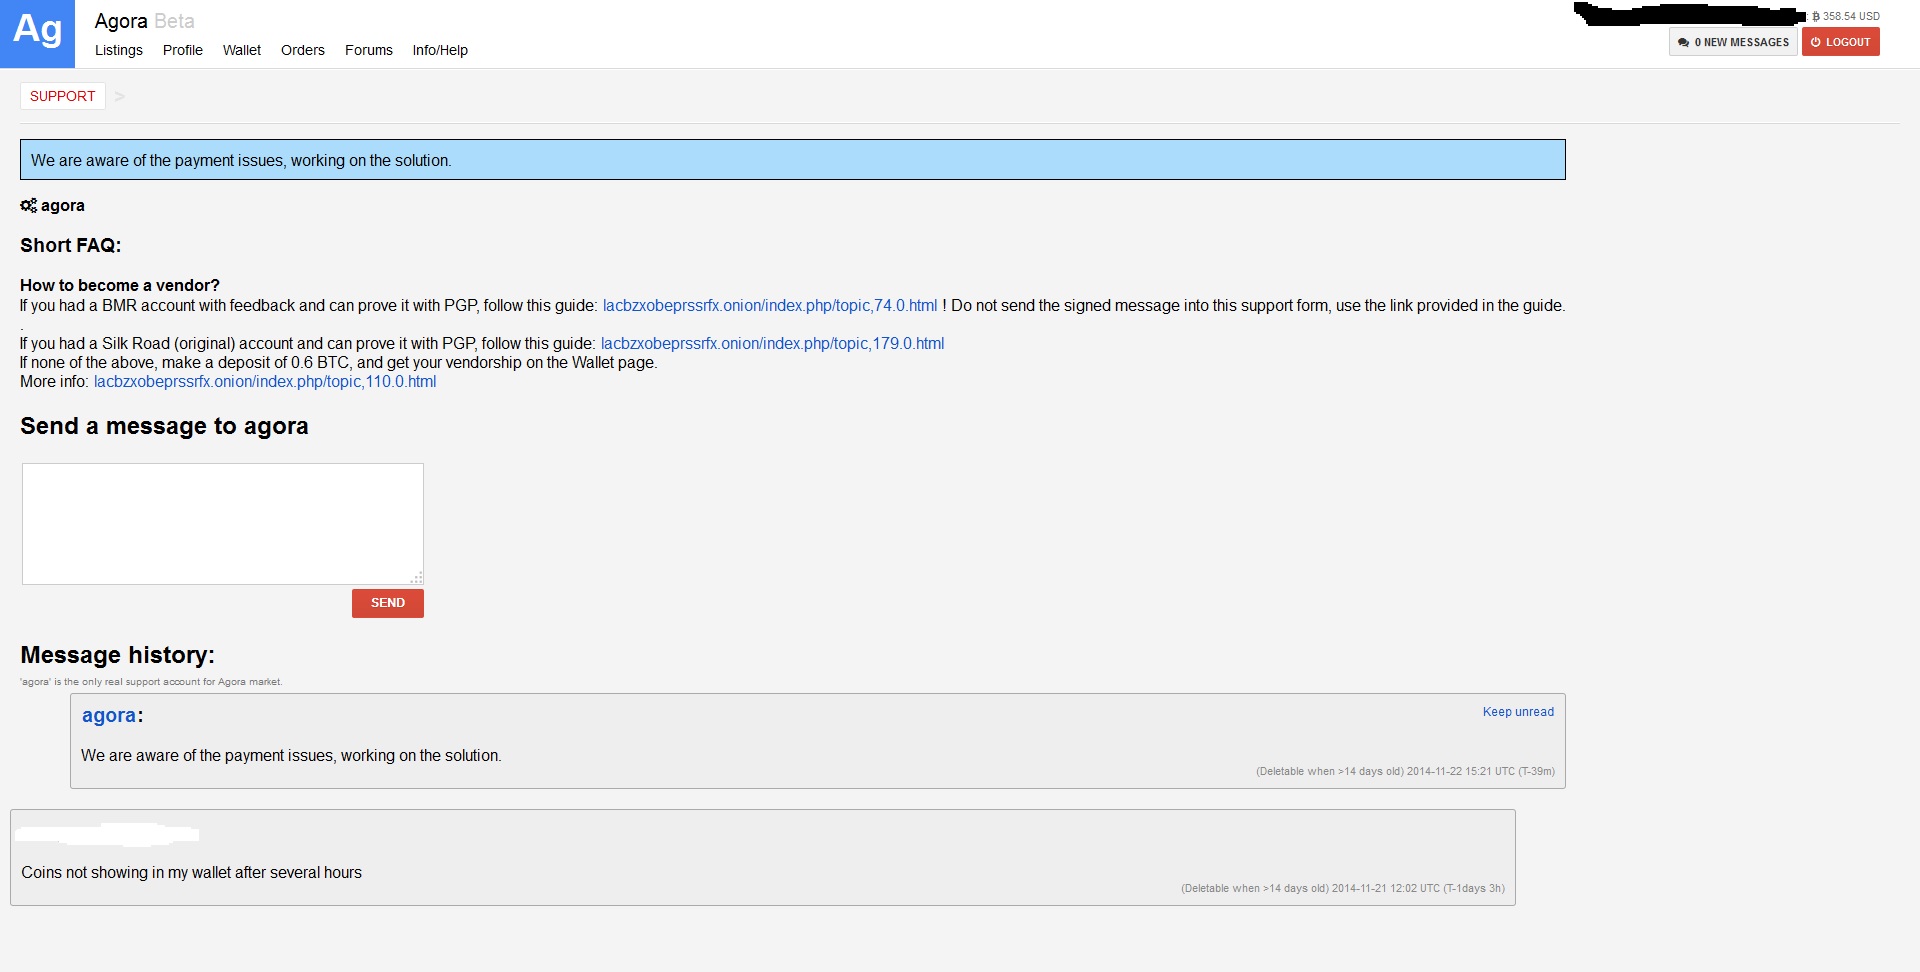 Ag
Agora Beta
: ₿ 358.54 USD
Listings Profile Wallet Orders Forums Info/Help
0 NEW MESSAGES LOGOUT
SUPPORT >
We are aware of the payment issues, working on the solution.
agora
Short FAQ:
How to become a vendor?
If you had a BMR account with feedback and can prove it with PGP, follow this guide: lacbzxobeprssrfx.onion/index.php/topic,74.0.html ! Do not send the signed message into this support form, use the link provided in the guide.
.
If you had a Silk Road (original) account and can prove it with PGP, follow this guide: lacbzxobeprssrfx.onion/index.php/topic,179.0.html
If none of the above, make a deposit of 0.6 BTC, and get your vendorship on the Wallet page.
More info: lacbzxobeprssrfx.onion/index.php/topic,110.0.html
Send a message to agora
SEND
Message history:
'agora' is the only real support account for Agora market.
agora:
Keep unread
We are aware of the payment issues, working on the solution.
(Deletable when >14 days old) 2014-11-22 15:21 UTC (T-39m)
Coins not showing in my wallet after several hours
(Deletable when >14 days old) 2014-11-21 12:02 UTC (T-1days 3h)